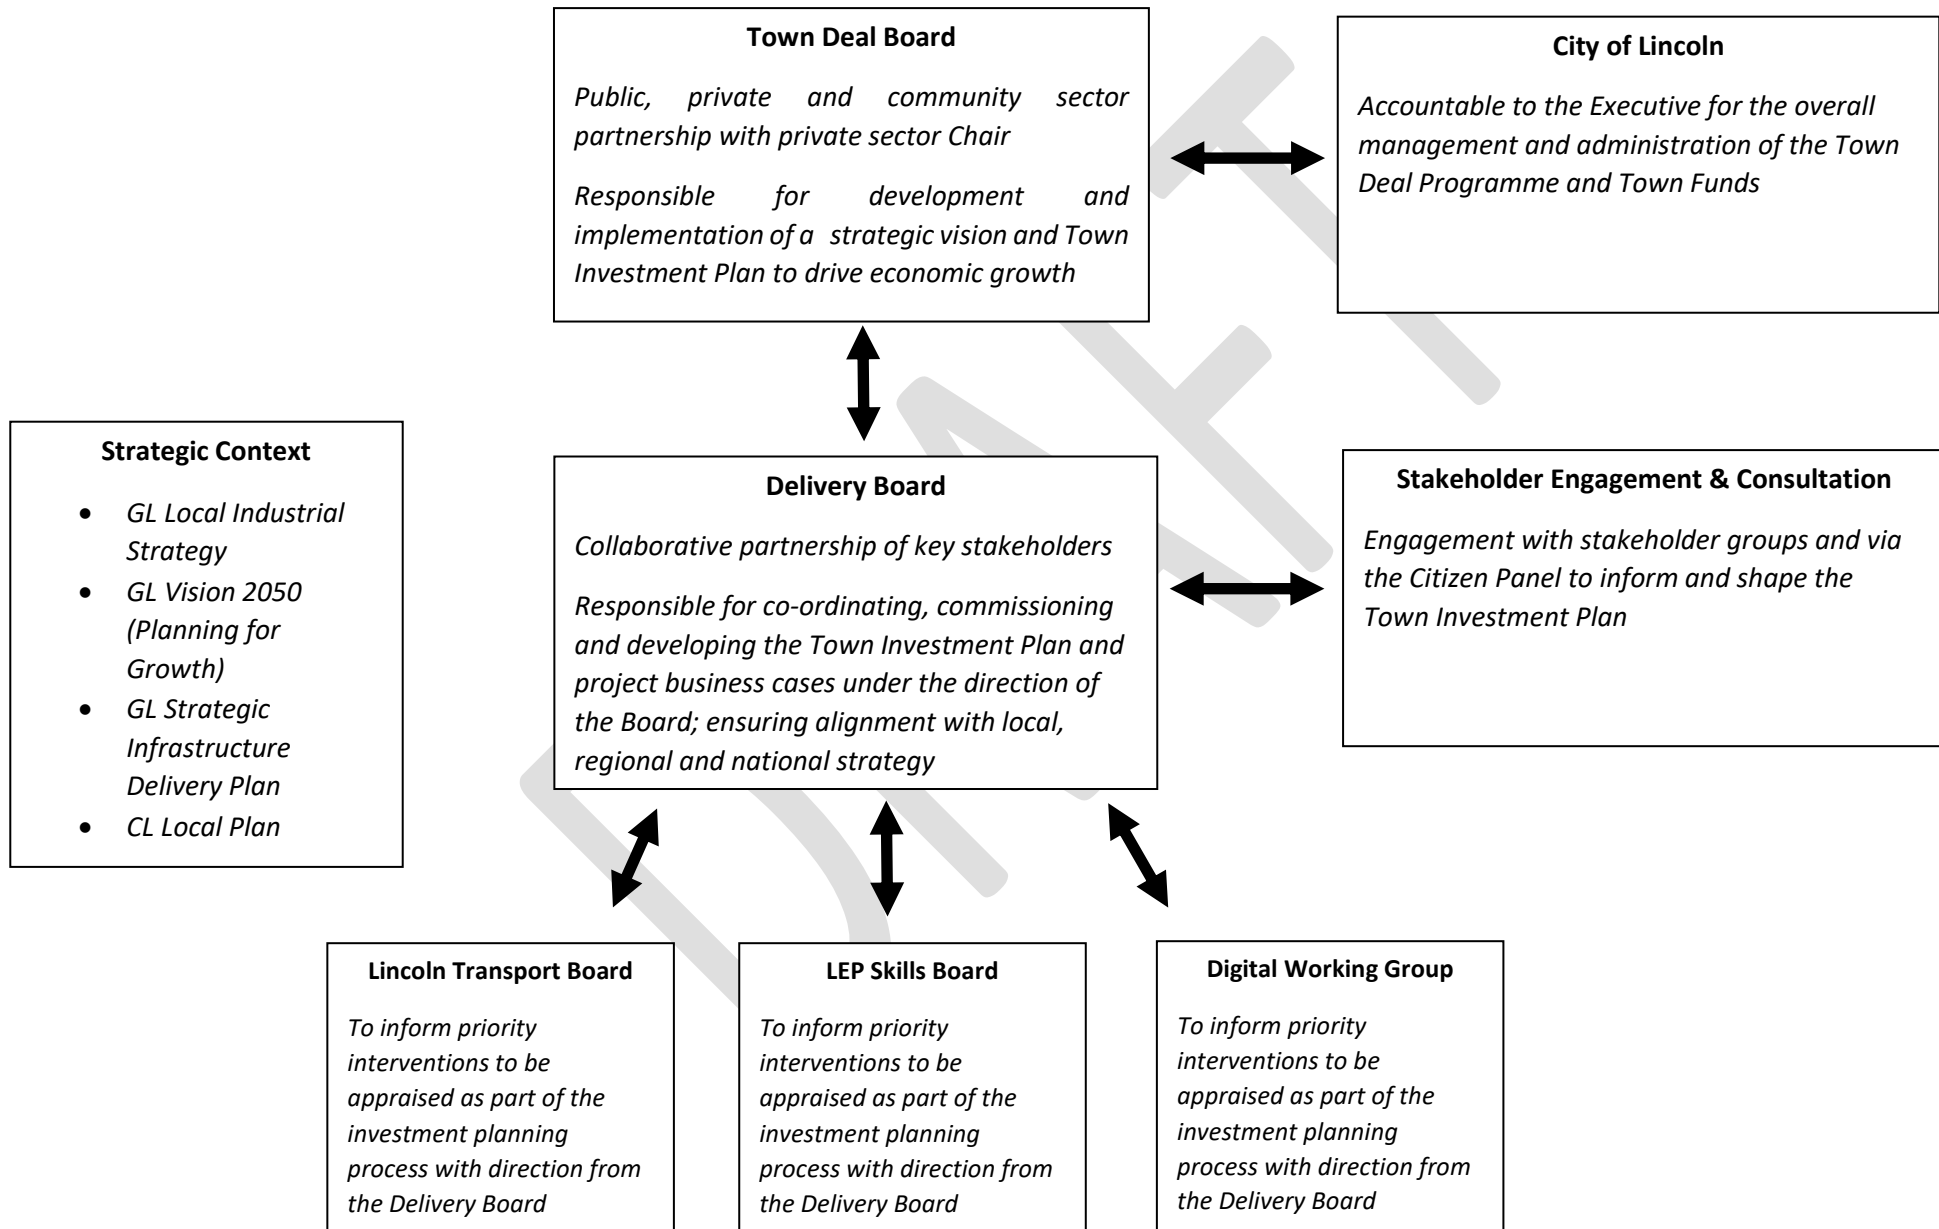 Town Deal Board
Public, private and community sector
partnership with private sector Chair
Responsible for development and
implementation of a strategic vision and Town
Investment Plan to drive economic growth
City of Lincoln
Accountable to the Executive for the overall
management and administration of the Town
Deal Programme and Town Funds
Strategic Context
• GL Local Industrial
Strategy
• GL Vision 2050
(Planning for
Growth)
• GL Strategic
Infrastructure
Delivery Plan
• CL Local Plan
Delivery Board
Collaborative partnership of key stakeholders
Responsible for co-ordinating, commissioning
and developing the Town Investment Plan and
project business cases under the direction of
the Board; ensuring alignment with local,
regional and national strategy
Stakeholder Engagement & Consultation
Engagement with stakeholder groups and via
the Citizen Panel to inform and shape the
Town Investment Plan
Lincoln Transport Board
To inform priority
interventions to be
appraised as part of the
investment planning
process with direction from
the Delivery Board
LEP Skills Board
To inform priority
interventions to be
appraised as part of the
investment planning
process with direction from
the Delivery Board
Digital Working Group
To inform priority
interventions to be
appraised as part of the
investment planning
process with direction from
the Delivery Board
DRAFT